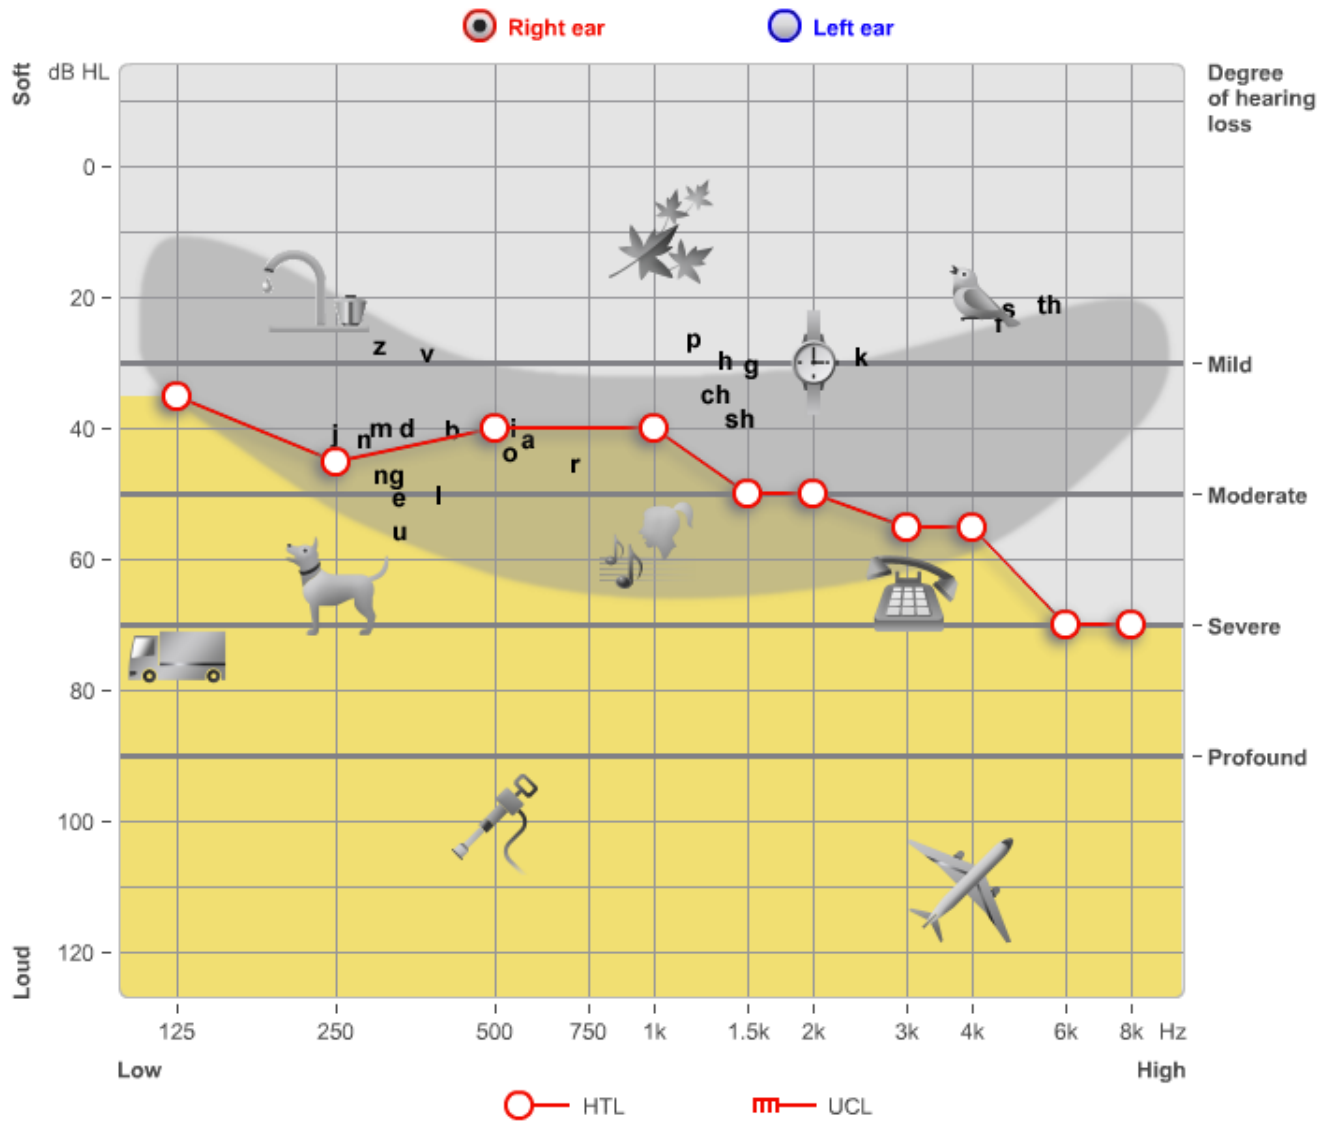 Right ear
Left ear
Soft
dB HL
Degree
of hearing
loss
0
20
s
th
f
p
z
v
h
g
k
Mild
ch
sh
40
j
m
d
n
b
i
a
o
r
ng
e
l
Moderate
u
60
Severe
80
Profound
100
120
Loud
125
250
500
750
1k
1.5k
2k
3k
4k
6k
8k
Hz
Low
High
HTL
UCL